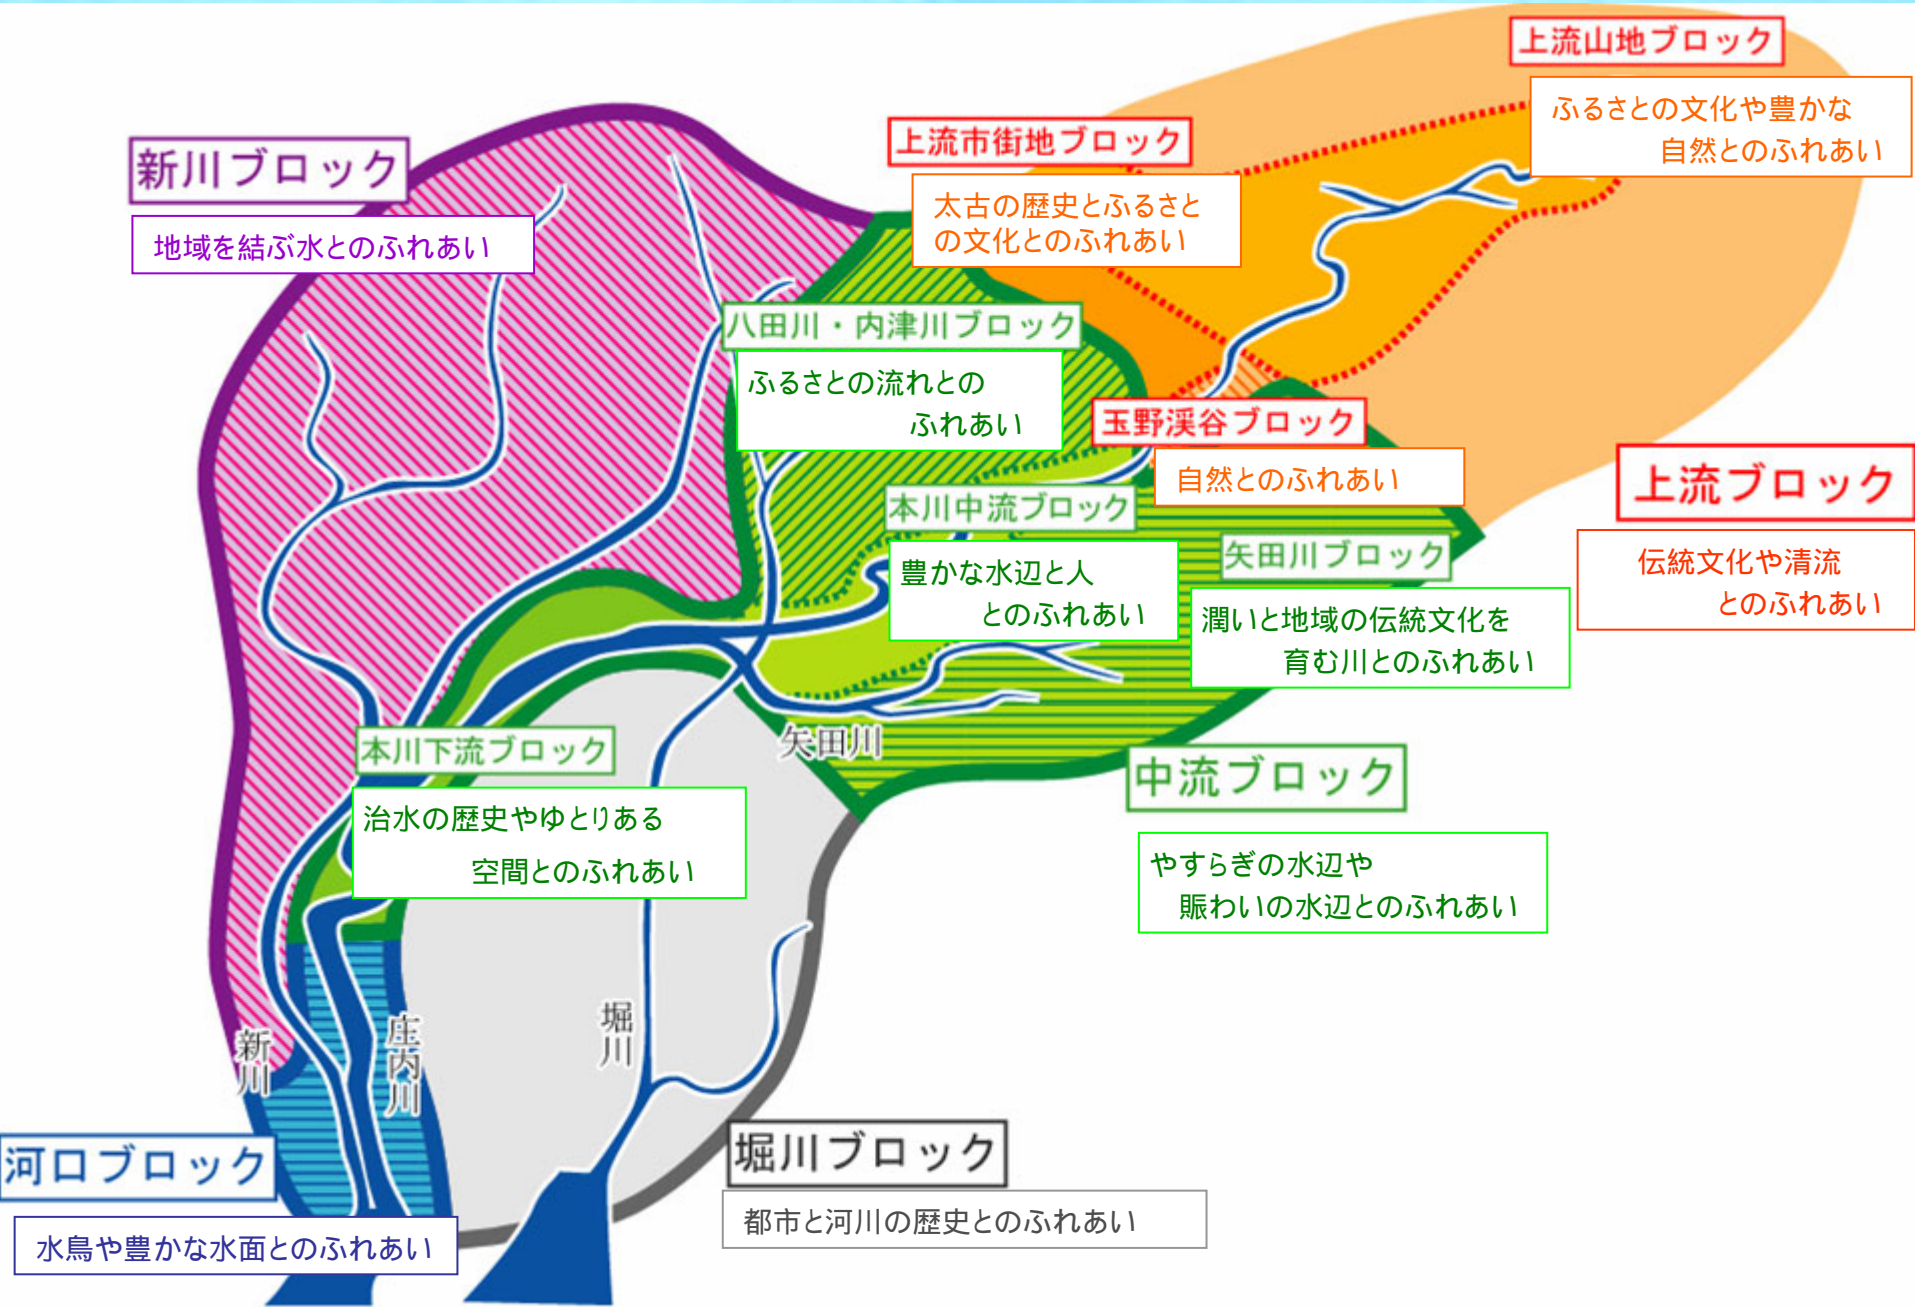 上流山地ブロック
ふるさとの文化や豊かな
自然とのふれあい
上流市街地ブロック
太古の歴史とふるさと
の文化とのふれあい
新川ブロック
地域を結ぶ水とのふれあい
八田川・内津川ブロック
ふるさとの流れとの
ふれあい
玉野渓谷ブロック
自然とのふれあい
上流ブロック
伝統文化や清流
とのふれあい
本川中流ブロック
豊かな水辺と人
とのふれあい
矢田川ブロック
潤いと地域の伝統文化を
育む川とのふれあい
矢田川
本川下流ブロック
治水の歴史やゆとりある
空間とのふれあい
中流ブロック
やすらぎの水辺や
賑わいの水辺とのふれあい
新川
庄内川
堀川
河口ブロック
水鳥や豊かな水面とのふれあい
堀川ブロック
都市と河川の歴史とのふれあい